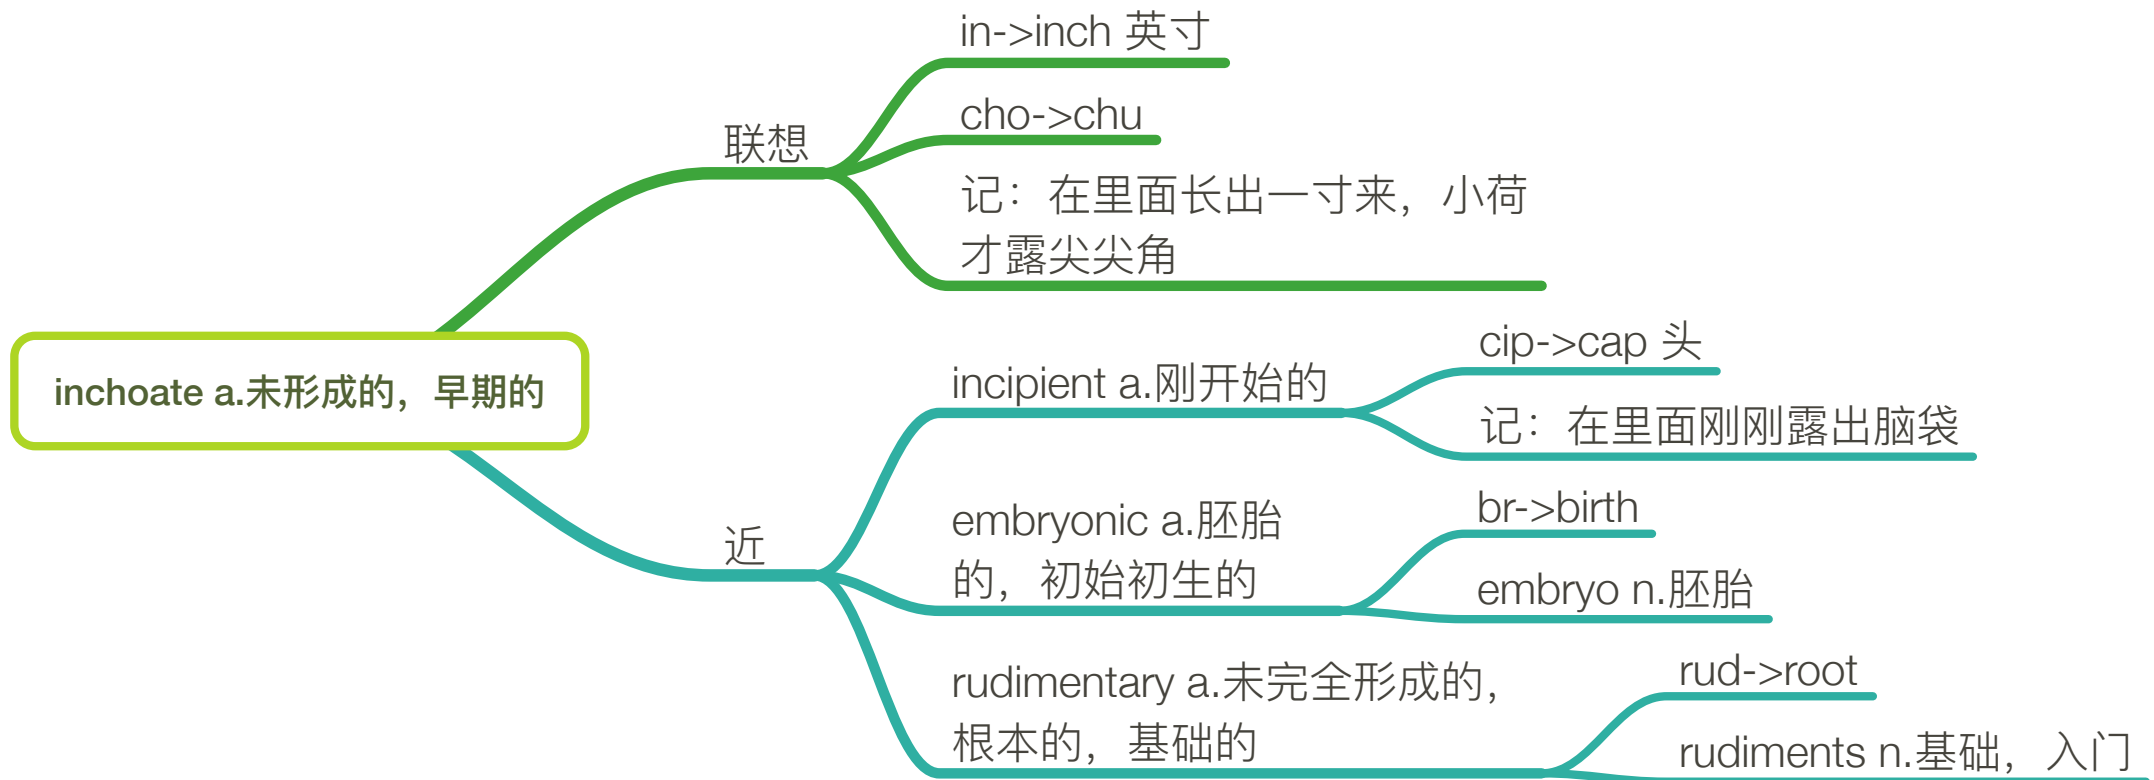 in->inch 英寸
cho->chu
联想
记：在里面长出一寸来，小荷
才露尖尖角
inchoate a.未形成的，早期的
近
incipient a.刚开始的
cip->cap 头
记：在里面刚刚露出脑袋
embryonic a.胚胎
的，初始初生的
br->birth
embryo n.胚胎
rudimentary a.未完全形成的，
根本的，基础的
rud->root
rudiments n.基础，入门